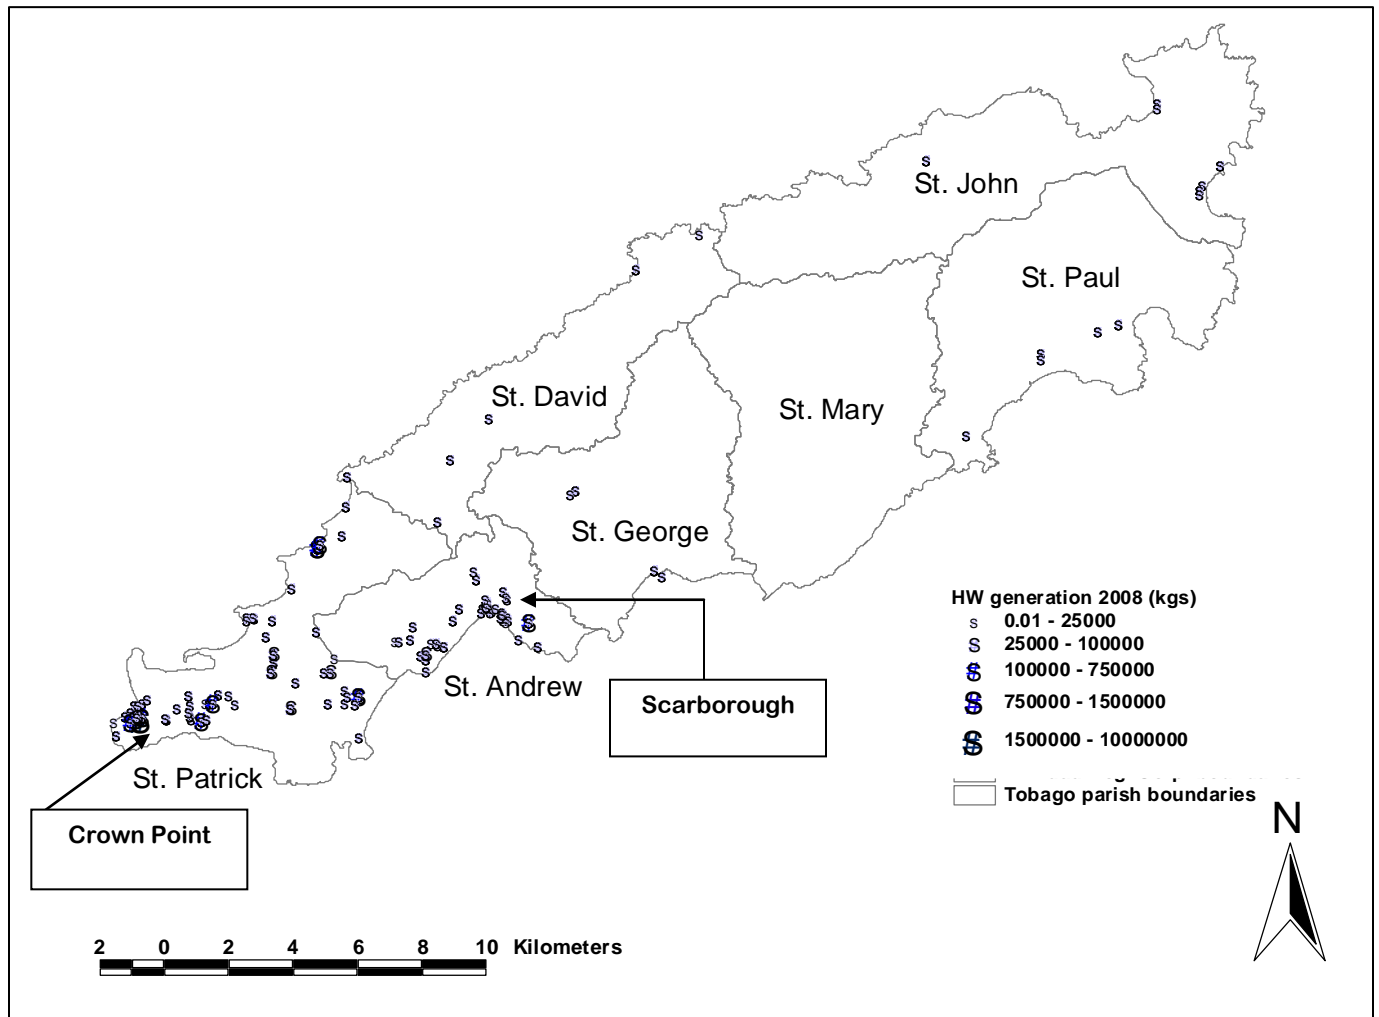 St. John
St. Paul
St. David
St. Mary
St. George
HW generation 2008 (kgs)
0.01 - 25000
25000 - 100000
100000 - 750000
750000 - 1500000
1500000 - 10000000
Tobago parish boundaries
St. Andrew
Scarborough
St. Patrick
Crown Point
N
2 0 2 4 6 8 10 Kilometers